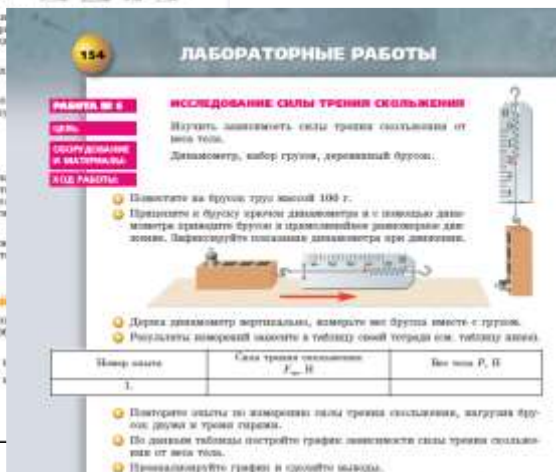 154
ЛАБОРАТОРНЫЕ РАБОТЫ
РАБОТА № 6
ИССЛЕДОВАНИЕ СИЛЫ ТРЕНИЯ СКОЛЬЖЕНИЯ
ЦЕЛЬ:
Изучить зависимость силы трения скольжения от
веса тела.
ОБОРУДОВАНИЕ
И МАТЕРИАЛЫ:
Динамометр, набор грузов, деревянный брусок.
ХОД РАБОТЫ:
Поместите на брусок груз массой 100 г.
Прицепите к бруску крючок динамометра и с помощью дина-
мометра приведите брусок в прямолинейное равномерное дви-
жение. Зафиксируйте показания динамометра при движении.
Держа динамометр вертикально, измерьте вес бруска вместе с грузом.
Результаты измерений занесите в таблицу своей тетради (см. таблицу ниже).
Номер опыта
Сила трения скольжения
Н
Вес тела P, Н
1.
Повторите опыты по измерению силы трения скольжения, нагрузив бру-
сок двумя и тремя гирями.
По данным таблицы постройте график зависимости силы трения скольже-
ния от веса тела.
Проанализируйте график и сделайте выводы.